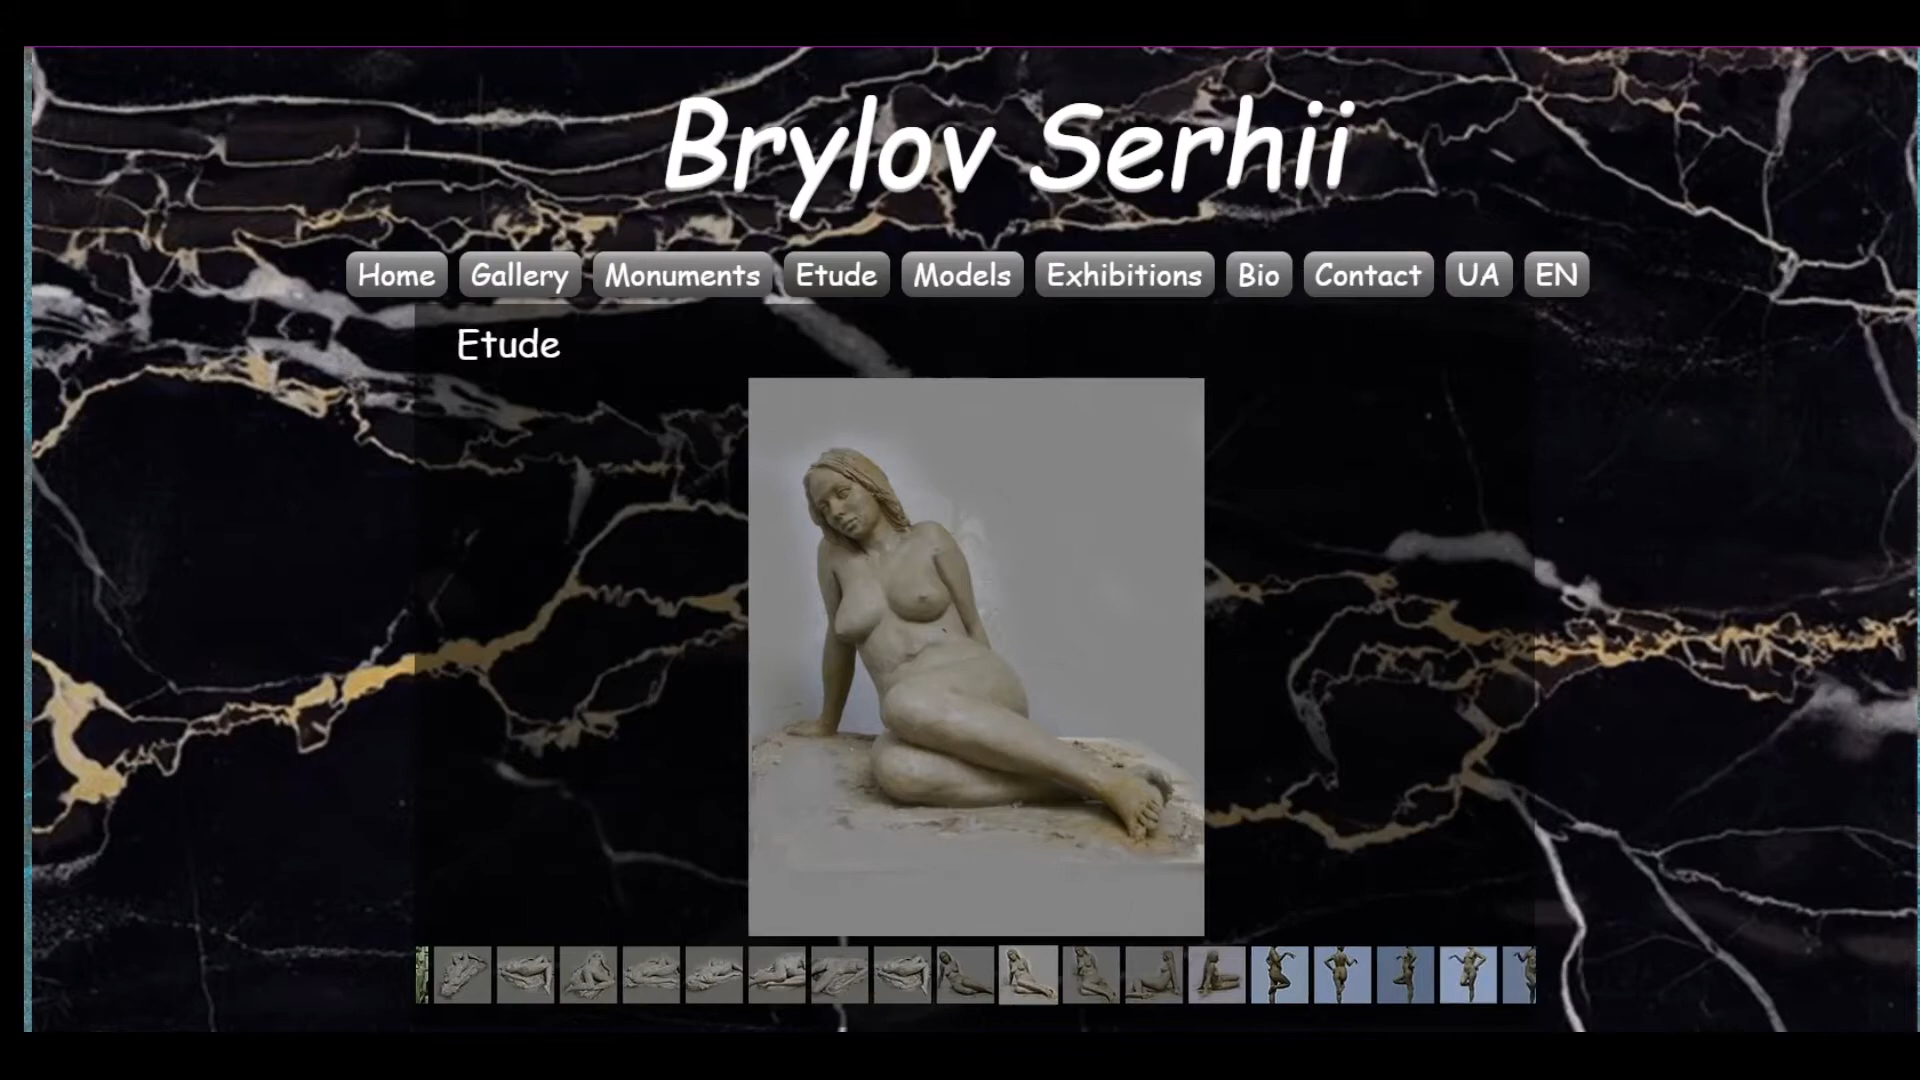 Brylov Serhii
Home Gallery Monuments Etude Models Exhibitions Bio Contact UA EN
Etude